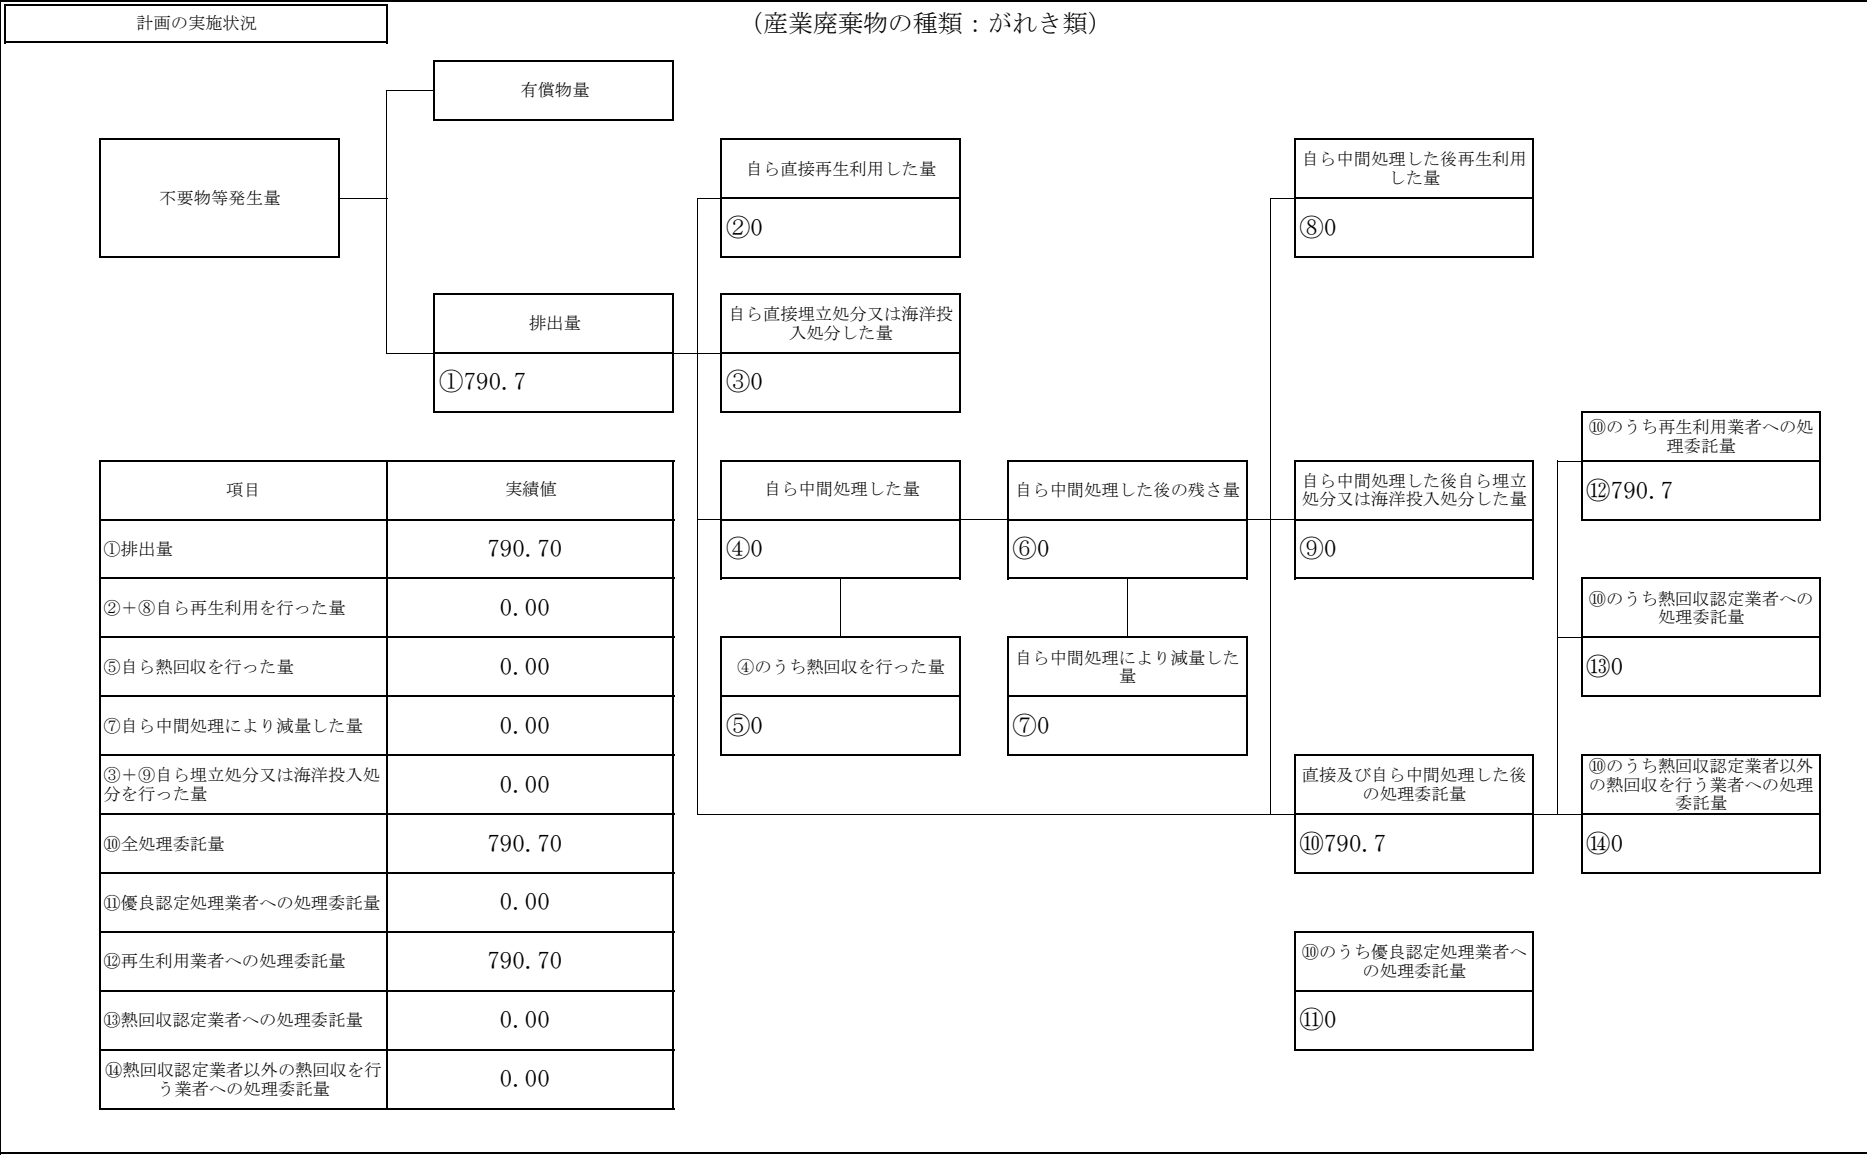 計画の実施状況
（産業廃棄物の種類：がれき類）
有償物量
不要物等発生量
自ら直接再生利用した量
②0
自ら中間処理した後再生利用
した量
⑧0
排出量
①790.7
自ら直接埋立処分又は海洋投
入処分した量
③0
⑩のうち再生利用業者への処
理委託量
⑫790.7
自ら中間処理した量
④0
自ら中間処理した後の残さ量
⑥0
自ら中間処理した後自ら埋立
処分又は海洋投入処分した量
⑨0
⑩のうち熱回収認定業者への
処理委託量
⑬0
④のうち熱回収を行った量
⑤0
自ら中間処理により減量した
量
⑦0
直接及び自ら中間処理した後
の処理委託量
⑩790.7
⑩のうち熱回収認定業者以外
の熱回収を行う業者への処理
委託量
⑭0
⑩のうち優良認定処理業者へ
の処理委託量
⑪0
項目 実績値
①排出量 790.70
②＋⑧自ら再生利用を行った量 0.00
⑤自ら熱回収を行った量 0.00
⑦自ら中間処理により減量した量 0.00
③＋⑨自ら埋立処分又は海洋投入処
分を行った量 0.00
⑩全処理委託量 790.70
⑪優良認定処理業者への処理委託量 0.00
⑫再生利用業者への処理委託量 790.70
⑬熱回収認定業者への処理委託量 0.00
⑭熱回収認定業者以外の熱回収を行
う業者への処理委託量 0.00